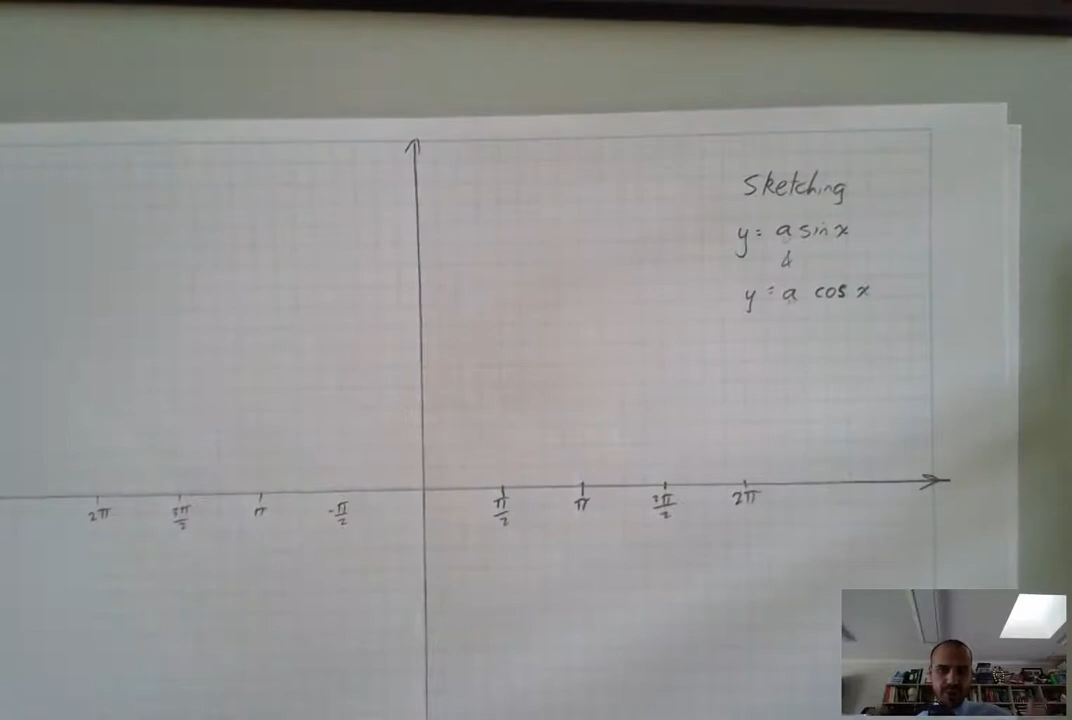 Sketching
y = a sin x
&
y = a cos x
2π 3π/2 π -π/2 π/2 π 3π/2 2π